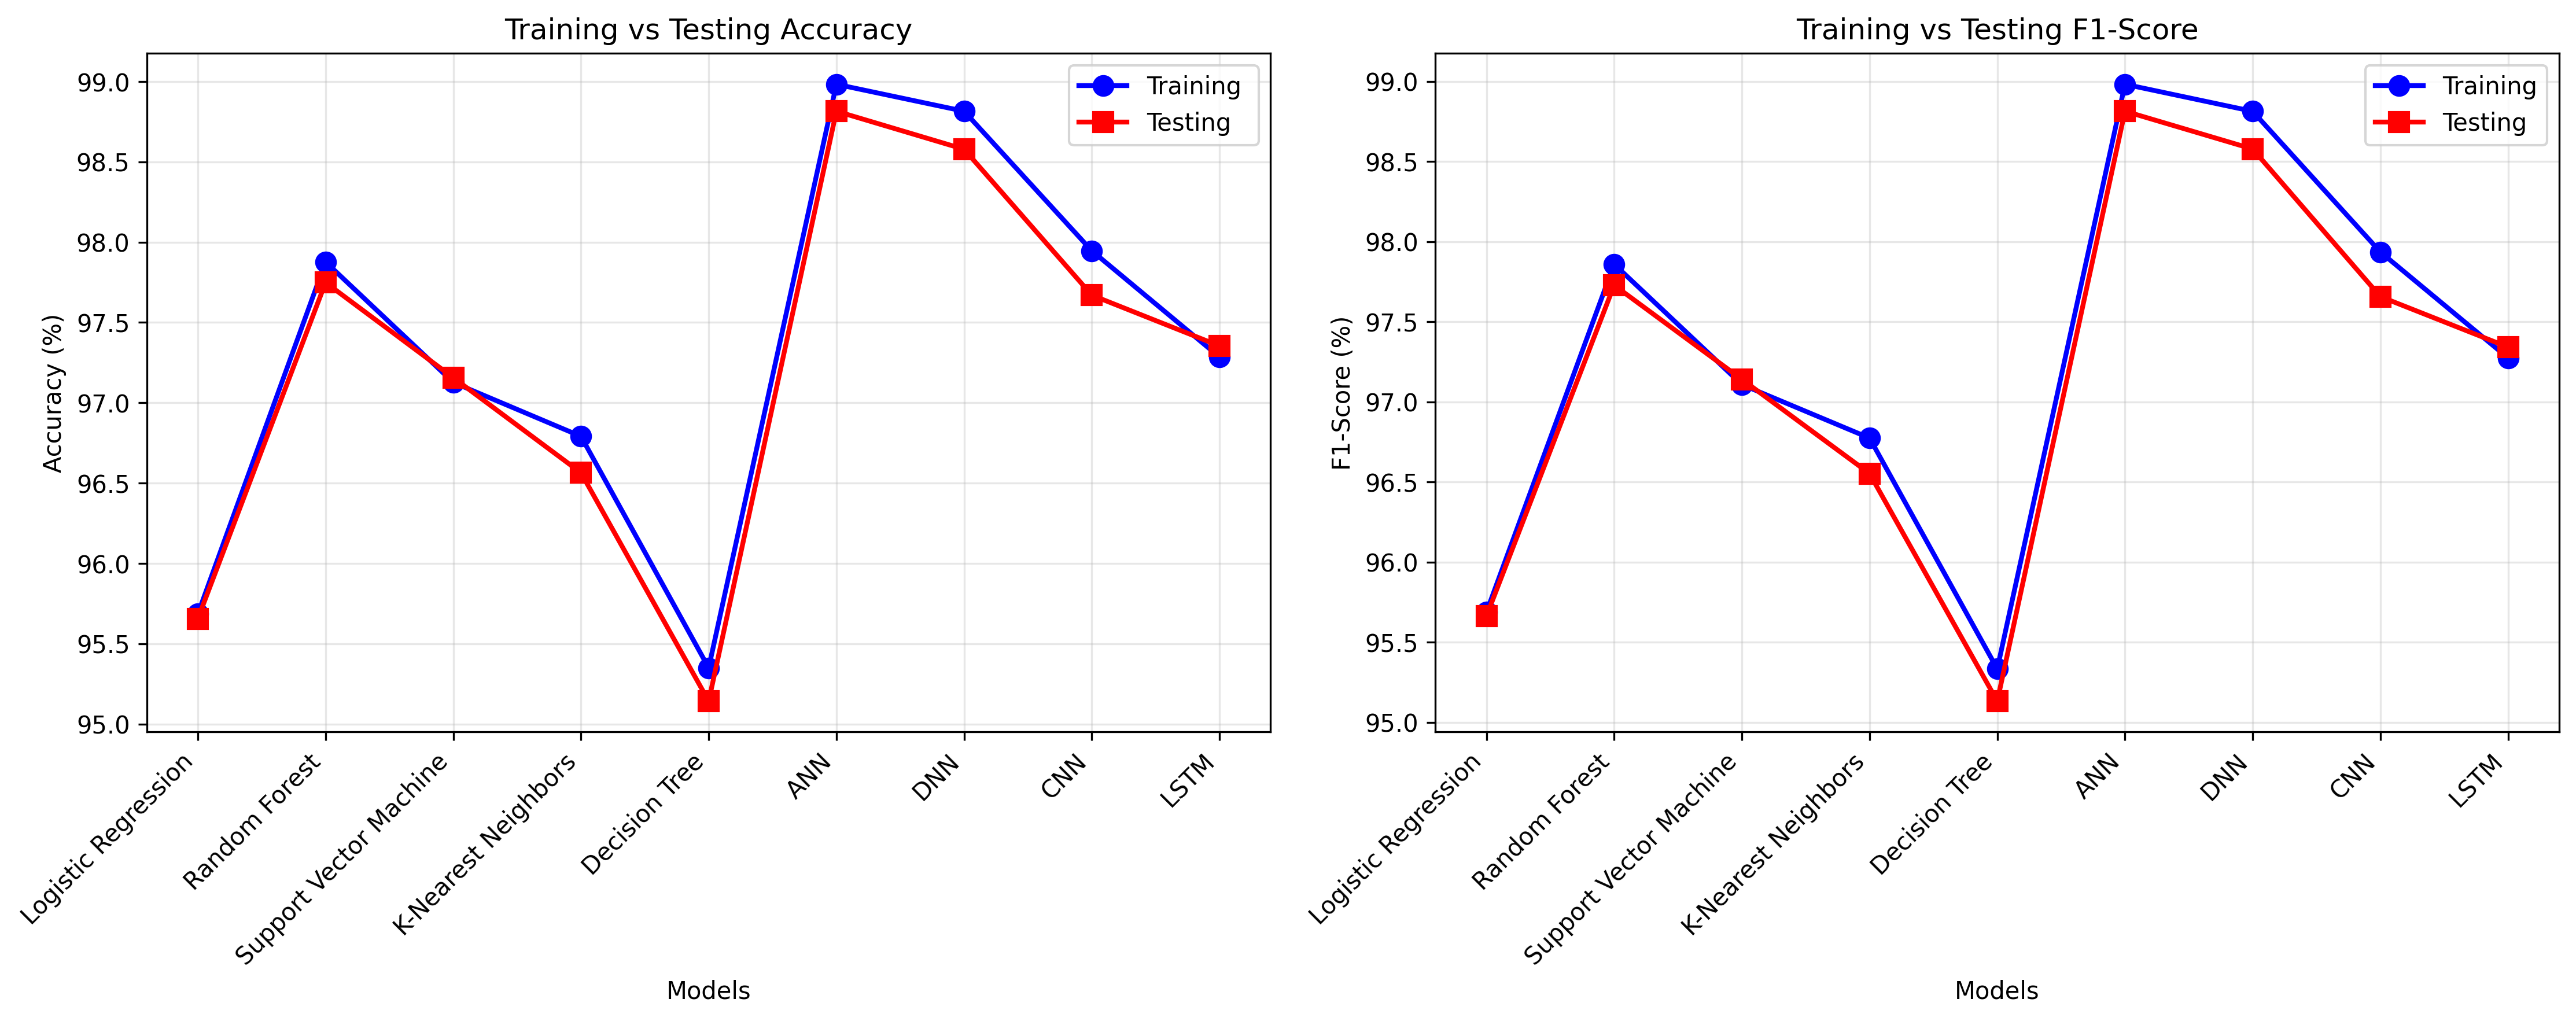 Training vs Testing Accuracy
99.0
98.5
98.0
97.5
97.0
96.5
96.0
95.5
95.0
Accuracy (%)
Training
Testing
Logistic Regression
Random Forest
Support Vector Machine
K-Nearest Neighbors
Decision Tree
ANN
DNN
CNN
LSTM
Models
Training vs Testing F1-Score
99.0
98.5
98.0
97.5
97.0
96.5
96.0
95.5
95.0
F1-Score (%)
Training
Testing
Logistic Regression
Random Forest
Support Vector Machine
K-Nearest Neighbors
Decision Tree
ANN
DNN
CNN
LSTM
Models